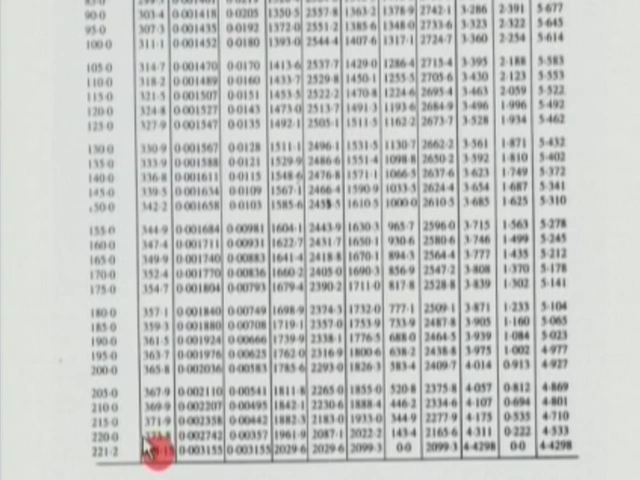 90·0 303·4 0·001418 0·0205 1350·5 2557·8 1363·2 1378·9 2742·1 3·286 2·391 5·677
95·0 307·3 0·001435 0·0192 1372·0 2551·2 1385·6 1348·0 2733·6 3·323 2·322 5·645
100·0 311·1 0·001452 0·0180 1393·0 2544·4 1407·6 1317·1 2724·7 3·360 2·254 5·614
105·0 314·7 0·001470 0·0170 1413·6 2537·7 1429·0 1286·4 2715·4 3·395 2·188 5·583
110·0 318·2 0·001489 0·0160 1433·7 2529·8 1450·1 1255·5 2705·6 3·430 2·123 5·553
115·0 321·5 0·001507 0·0151 1453·5 2522·2 1470·8 1224·6 2695·4 3·463 2·059 5·522
120·0 324·8 0·001527 0·0143 1473·0 2513·7 1491·3 1193·6 2684·9 3·496 1·996 5·492
125·0 327·9 0·001547 0·0135 1492·1 2505·1 1511·5 1162·2 2673·7 3·528 1·934 5·462
130·0 330·9 0·001567 0·0128 1511·1 2496·1 1531·5 1130·7 2662·2 3·561 1·871 5·432
135·0 333·9 0·001588 0·0121 1529·9 2486·6 1551·4 1098·8 2650·2 3·592 1·810 5·402
140·0 336·8 0·001611 0·0115 1548·6 2476·8 1571·1 1066·5 2637·6 3·623 1·749 5·372
145·0 339·5 0·001634 0·0109 1567·1 2466·4 1590·9 1033·5 2624·4 3·654 1·687 5·341
150·0 342·2 0·001658 0·0103 1585·6 2455·5 1610·5 1000·0 2610·5 3·685 1·625 5·310
155·0 344·9 0·001684 0·00981 1604·1 2443·9 1630·3 965·7 2596·0 3·715 1·563 5·278
160·0 347·4 0·001711 0·00931 1622·7 2431·7 1650·1 930·6 2580·6 3·746 1·499 5·245
165·0 349·9 0·001740 0·00883 1641·4 2418·8 1670·1 894·3 2564·4 3·777 1·435 5·212
170·0 352·4 0·001770 0·00836 1660·2 2405·0 1690·3 856·9 2547·2 3·808 1·370 5·178
175·0 354·7 0·001804 0·00793 1679·4 2390·2 1711·0 817·8 2528·8 3·839 1·302 5·141
180·0 357·1 0·001840 0·00749 1698·9 2374·3 1732·0 777·1 2509·1 3·871 1·233 5·104
185·0 359·3 0·001880 0·00708 1719·1 2357·0 1753·9 733·9 2487·8 3·905 1·160 5·065
190·0 361·5 0·001924 0·00666 1739·9 2338·1 1776·5 688·0 2464·5 3·939 1·084 5·023
195·0 363·7 0·001976 0·00625 1762·0 2316·9 1800·6 638·2 2438·8 3·975 1·002 4·977
200·0 365·8 0·002036 0·00583 1785·6 2293·0 1826·3 583·4 2409·7 4·014 0·913 4·927
205·0 367·9 0·002110 0·00541 1811·8 2265·0 1855·0 520·8 2375·8 4·057 0·812 4·869
210·0 369·9 0·002207 0·00495 1842·1 2230·6 1888·4 446·2 2334·6 4·107 0·694 4·801
215·0 371·9 0·002358 0·00442 1882·3 2183·0 1933·0 344·9 2277·9 4·175 0·535 4·710
220·0 0·002742 0·00357 1961·9 2087·1 2022·2 143·4 2165·6 4·311 0·222 4·533
221·2 0·003155 0·003155 2029·6 2029·6 2099·3 0·0 2099·3 4·4298 0·0 4·4298